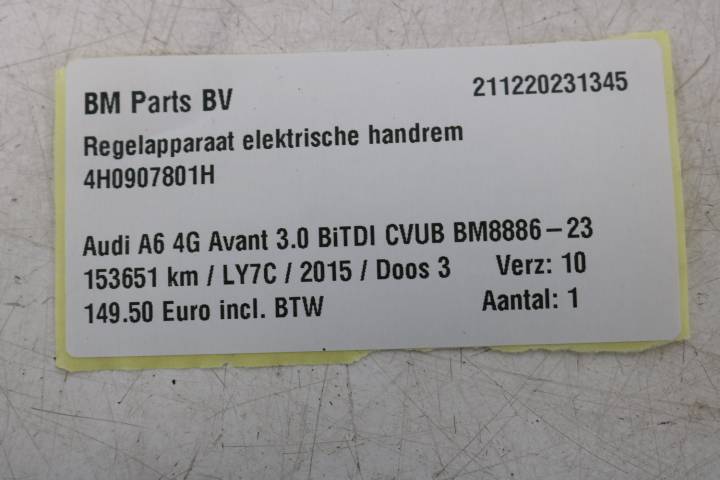 BM Parts BV 211220231345
Regelapparaat elektrische handrem
4H0907801H
Audi A6 4G Avant 3.0 BiTDI CVUB BM8886-23
153651 km / LY7C / 2015 / Doos 3 Verz: 10
149.50 Euro incl. BTW Aantal: 1